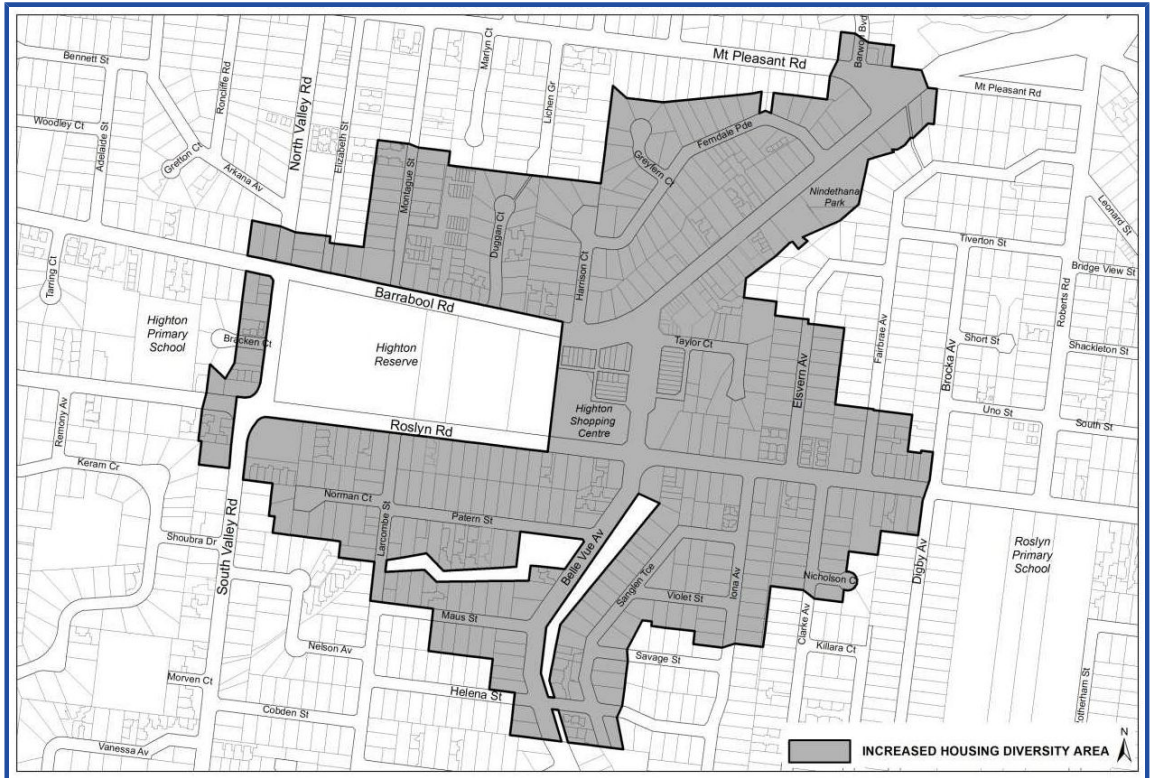 Bennett St
Roncliffe Rd
North Valley Rd
Marlyn Ct
Lichen Gr
Mt Pleasant Rd
Barwon Bvd
Mt Pleasant Rd
Woodley Ct
Adelaide St
Gretton Ct
Arkana Av
Elizabeth St
Montague St
Duggan Ct
Greyfern Ct
Ferndale Pde
Harrison Ct
Nindethana
Park
Leonard St
Tiverton St
Bridge View St
Roberts Rd
Tarring Ct
Barrabool Rd
Highton
Primary
School
Bracken Ct
Highton
Reserve
Taylor Ct
Elsvern Av
Fairbrae Av
Brocka Av
Short St
Shackleton St
Remony Av
Roslyn Rd
Highton
Shopping
Centre
Uno St
South St
Keram Cr
Norman Ct
Larcombe St
Patern St
Shoubra Dr
South Valley Rd
Belle Vue Av
Sanglen Tce
Iona Av
Violet St
Nicholson C
Digby Av
Roslyn
Primary
School
Maus St
Clarke Av
Killara Ct
Nelson Av
Savage St
Morven Ct
Helena St
Cobden St
Vanessa Av
INCREASED HOUSING DIVERSITY AREA
N